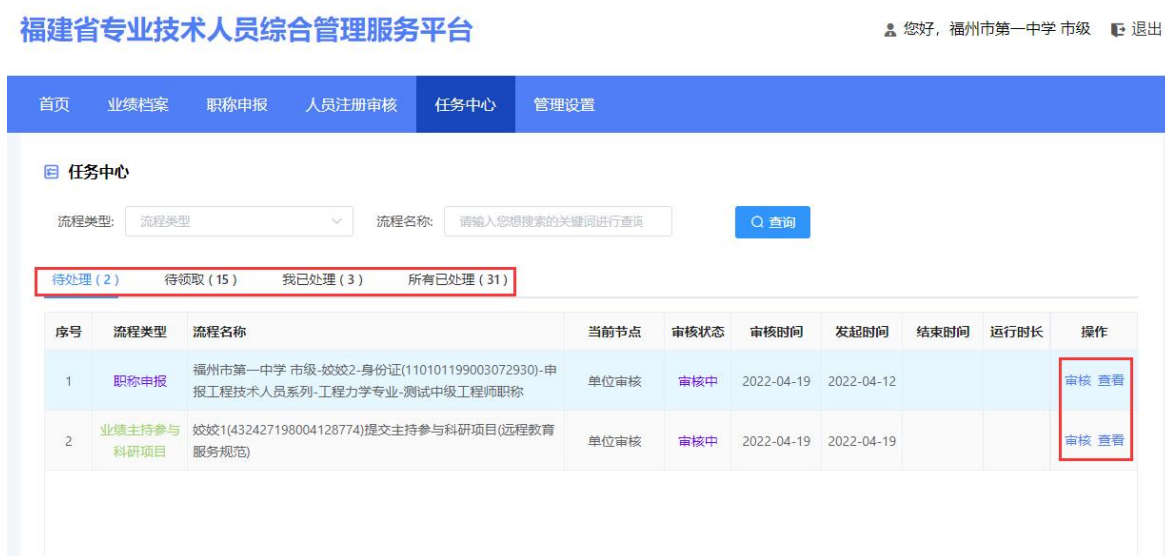 福建省专业技术人员综合管理服务平台
您好，福州市第一中学 市级 退出
首页 业绩档案 职称申报 人员注册审核 任务中心 管理设置
任务中心
流程类型: 流程类型 流程名称: 请输入您想搜索的关键词进行查询 查询
待处理 ( 2 ) 待领取 ( 15 ) 我已处理 ( 3 ) 所有已处理 ( 31 )
序号 流程类型 流程名称 当前节点 审核状态 审核时间 发起时间 结束时间 运行时长 操作
1 职称申报 福州市第一中学 市级-姣姣2-身份证(110101199003072930)-申
报工程技术人员系列-工程力学专业-测试中级工程师职称 单位审核 审核中 2022-04-19 2022-04-12 审核 查看
2 业绩主持参与
科研项目 姣姣1(432427198004128774)提交主持参与科研项目(远程教育
服务规范) 单位审核 审核中 2022-04-19 2022-04-19 审核 查看